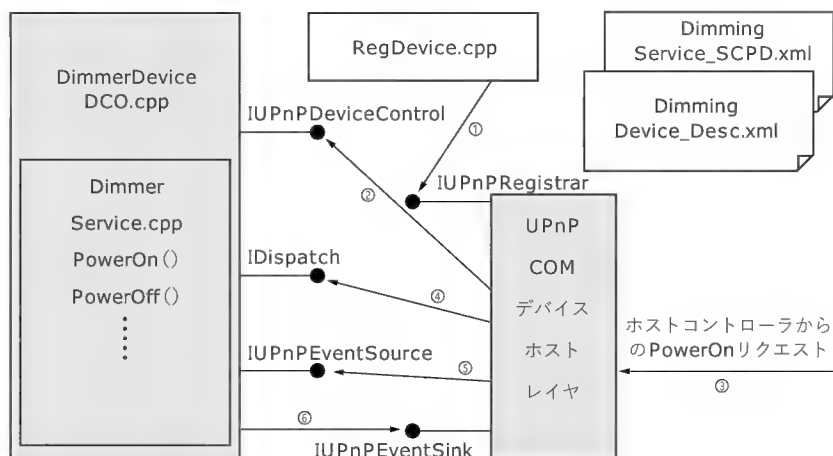 DimmerDevice
DCO.cpp
Dimmer
Service.cpp
PowerOn()
PowerOff()
IUPnPDeviceControl
IDispatch
IUPnPEventSource
IUPnPEventSink
RegDevice.cpp
IUPnPRegistrar
①
②
④
⑤
⑥
UPnP
COM
デバイス
ホスト
レイヤ
Dimming
Service_SCPD.xml
Dimming
Device_Desc.xml
ホストコントローラから
のPowerOnリクエスト
③